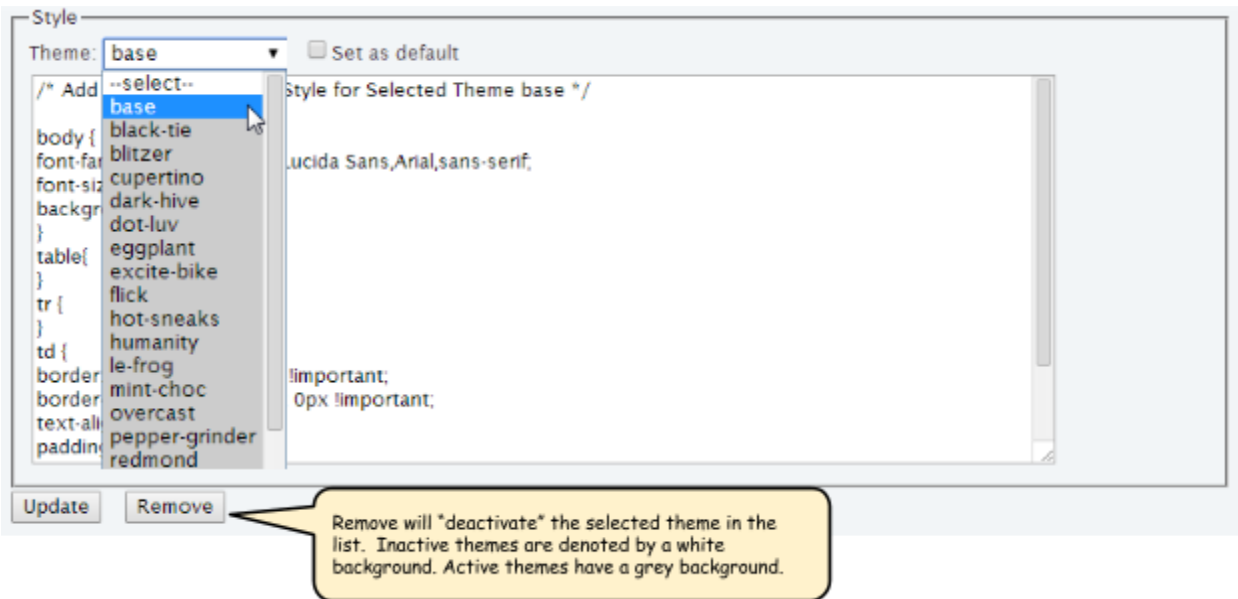 Style
Theme: base Set as default
/* Add Style for Selected Theme base */
--select--
base
black-tie
body {
blitzer
font-fa ucida Sans,Arial,sans-serif;
cupertino
font-siz
dark-hive
backgr
dot-luv
}
eggplant
table{
excite-bike
}
flick
tr {
hot-sneaks
}
humanity
td {
le-frog
border !important;
mint-choc
border 0px !important;
overcast
text-ali
pepper-grinder
padding
redmond
Update Remove
Remove will "deactivate" the selected theme in the
list. Inactive themes are denoted by a white
background. Active themes have a grey background.